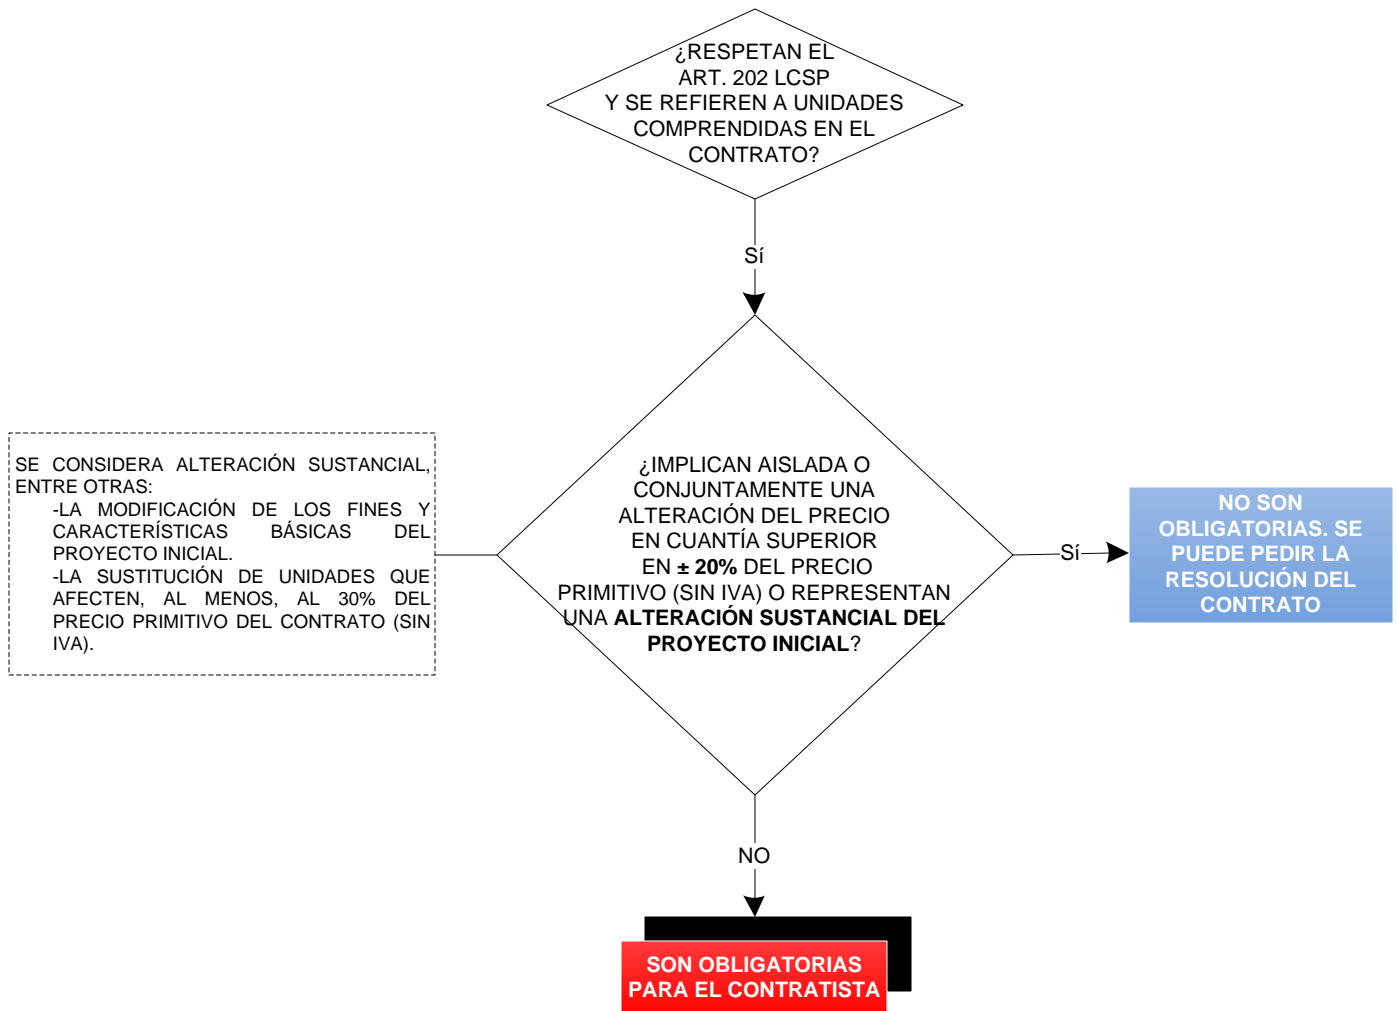 ¿RESPETAN EL
ART. 202 LCSP
Y SE REFIEREN A UNIDADES
COMPRENDIDAS EN EL
CONTRATO?
Sí
SE CONSIDERA ALTERACIÓN SUSTANCIAL,
ENTRE OTRAS:
-LA MODIFICACIÓN DE LOS FINES Y
CARACTERÍSTICAS BÁSICAS DEL
PROYECTO INICIAL.
-LA SUSTITUCIÓN DE UNIDADES QUE
AFECTEN, AL MENOS, AL 30% DEL
PRECIO PRIMITIVO DEL CONTRATO (SIN
IVA).
¿IMPLICAN AISLADA O
CONJUNTAMENTE UNA
ALTERACIÓN DEL PRECIO
EN CUANTÍA SUPERIOR
EN ± 20% DEL PRECIO
PRIMITIVO (SIN IVA) O REPRESENTAN
UNA ALTERACIÓN SUSTANCIAL DEL
PROYECTO INICIAL?
Sí
NO SON
OBLIGATORIAS. SE
PUEDE PEDIR LA
RESOLUCIÓN DEL
CONTRATO
NO
SON OBLIGATORIAS
PARA EL CONTRATISTA